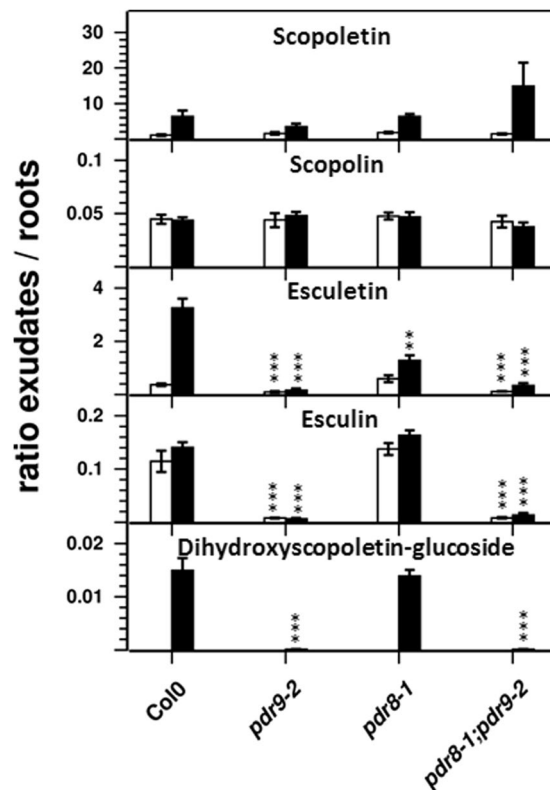 ratio exudates / roots
Scopoletin
30
20
10
Scopolin
0.1
0.05
Esculetin
4
2
***
***
**
***
***
Esculin
0.2
0.1
***
***
***
***
Dihydroxyscopoletin-glucoside
0.02
0.01
***
***
Col0
pdr9-2
pdr8-1
pdr8-1;pdr9-2